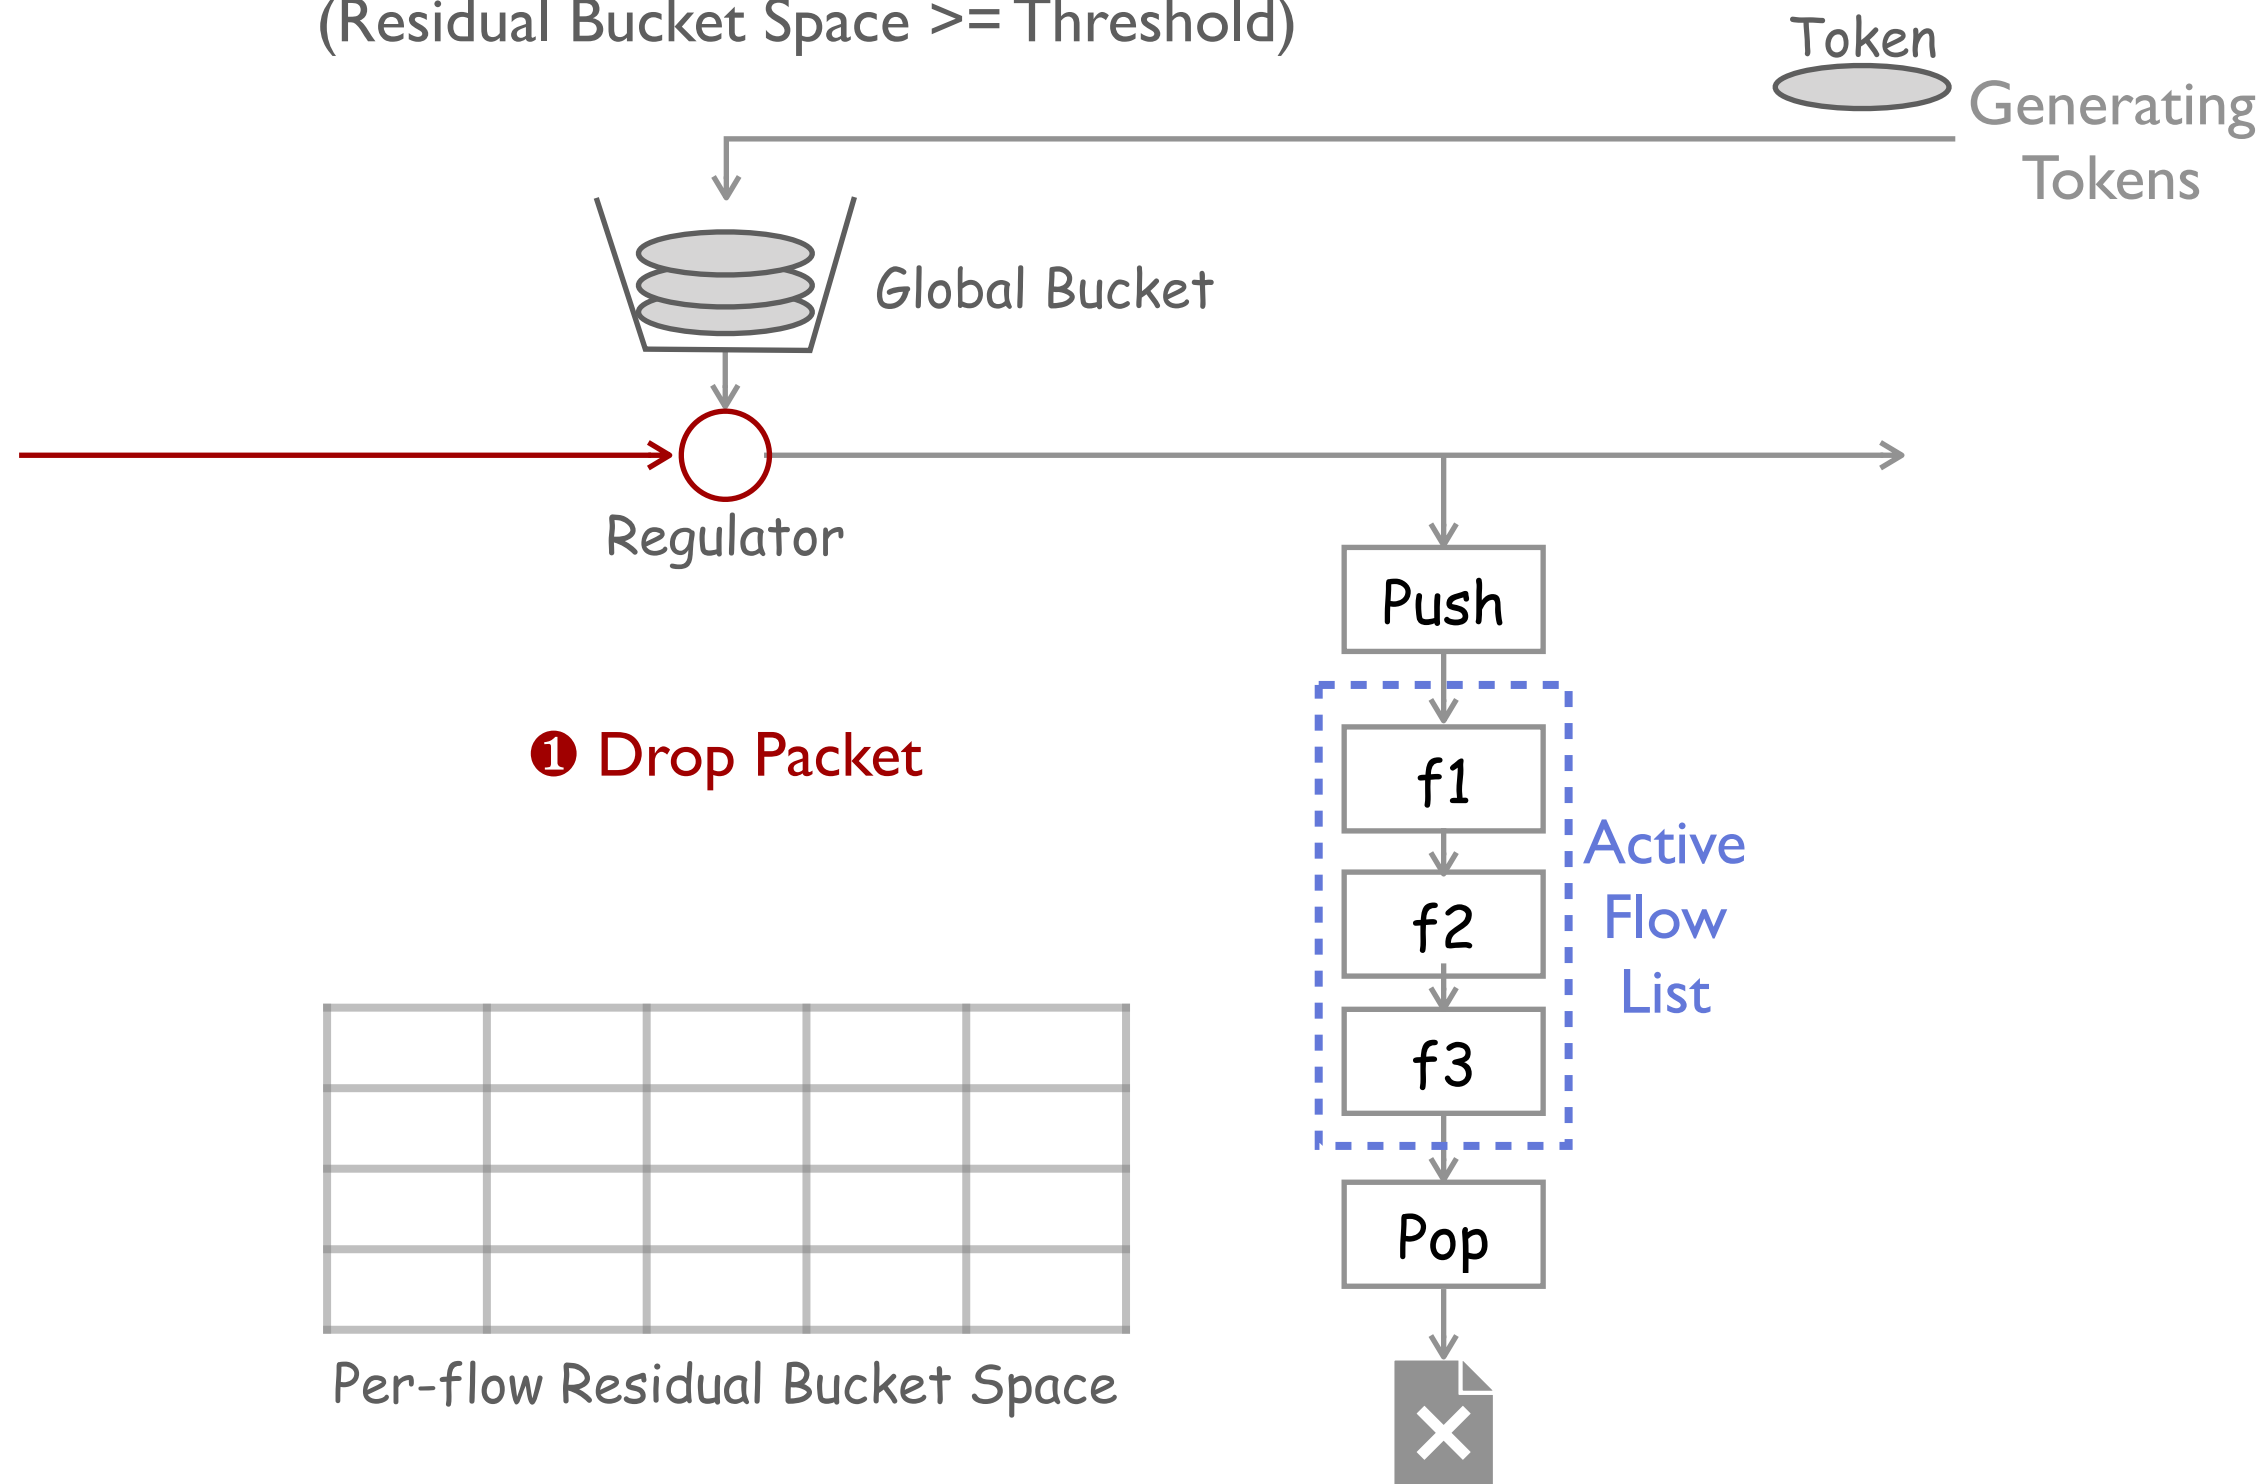 (Residual Bucket Space >= Threshold)
Token
Generating
Tokens
Global Bucket
Regulator
Push
❶ Drop Packet
f1
Active
f2
Flow
List
f3
Pop
Per-flow Residual Bucket Space